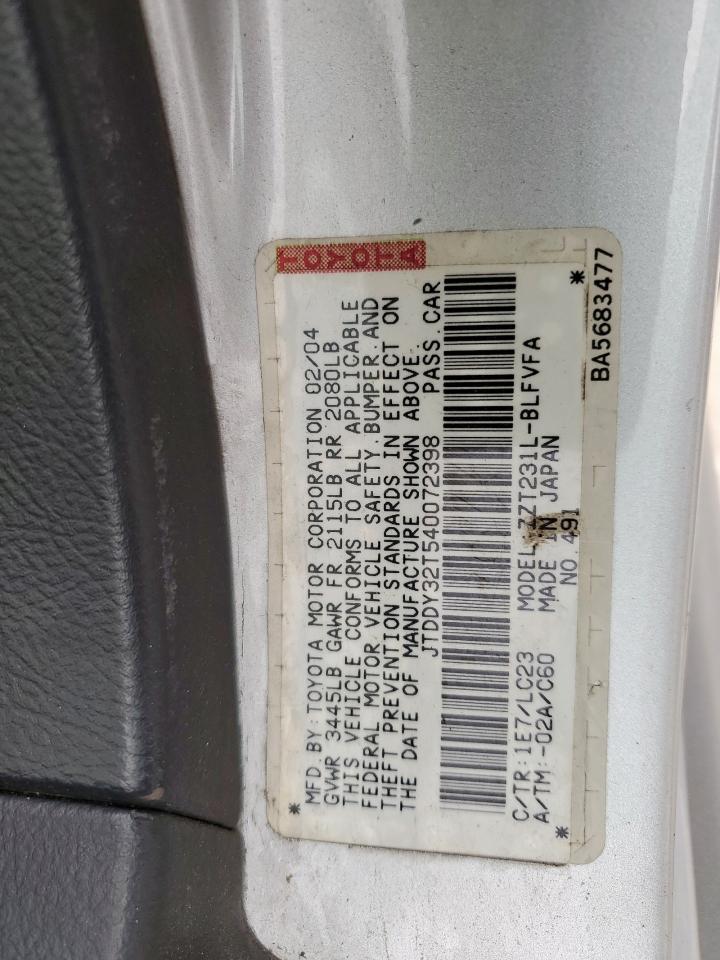 TOYOTA
MFD.BY:TOYOTA MOTOR CORPORATION 02/04
GVWR 3445LB GAWR FR 2115LB RR 2080LB
THIS VEHICLE CONFORMS TO ALL APPLICABLE
FEDERAL MOTOR VEHICLE SAFETY,BUMPER,AND
THEFT PREVENTION STANDARDS IN EFFECT ON
THE DATE OF MANUFACTURE SHOWN ABOVE.
JTDDY32T540072398 PASS.CAR
C/TR:1E7/LC23 MODEL:ZZT231L-BLFVFA
A/TM:-02A/C60 MADE IN JAPAN
NO.491
BA5683477